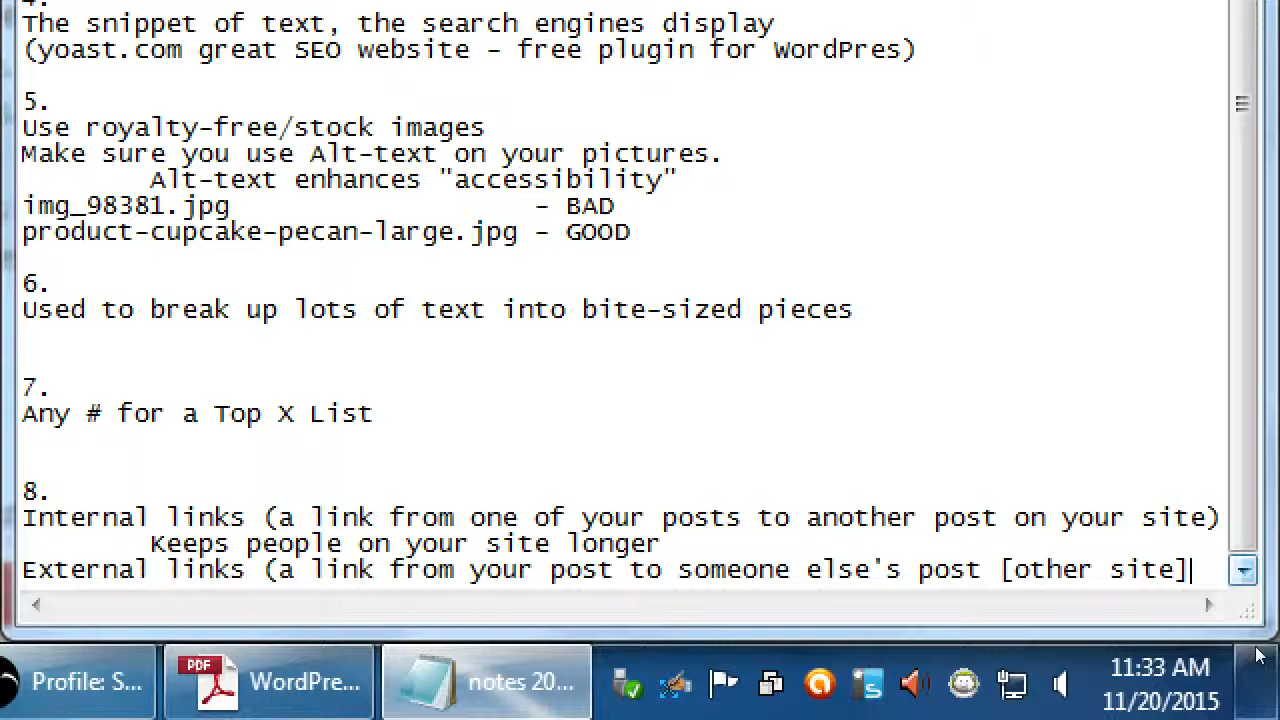 4.
The snippet of text, the search engines display
(yoast.com great SEO website - free plugin for WordPres)
5.
Use royalty-free/stock images
Make sure you use Alt-text on your pictures.
Alt-text enhances "accessibility"
img_98381.jpg - BAD
product-cupcake-pecan-large.jpg - GOOD
6.
Used to break up lots of text into bite-sized pieces
7.
Any # for a Top X List
8.
Internal links (a link from one of your posts to another post on your site)
Keeps people on your site longer
External links (a link from your post to someone else's post [other site]
Profile: S...
PDF
WordPre...
notes 20...
11:33 AM
11/20/2015